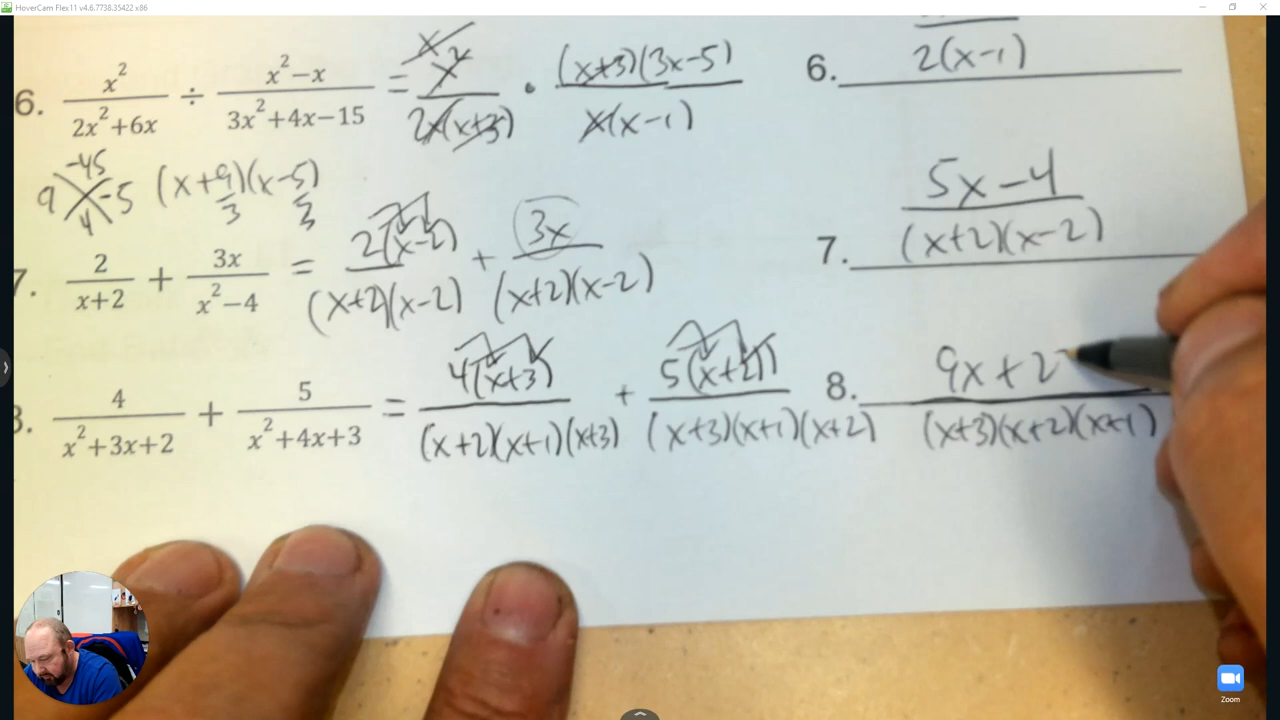 HoverCam Flex11 v4.6.7738.35422 x86
6. x²/(2x²+6x) ÷ (x²−x)/(3x²+4x−15) = x x/(2x(x+3)) · (x+3)(3x−5)/(x(x−1)) 6. 2(x−1)
−45
9 −5 (x+9/3)(x−5/3)
4
7. 2/(x+2) + 3x/(x²−4) = 2(x−2)/((x+2)(x−2)) + 3x/((x+2)(x−2)) 7. (5x−4)/((x+2)(x−2))
8. 4/(x²+3x+2) + 5/(x²+4x+3) = 4(x+3)/((x+2)(x+1)(x+3)) + 5(x+2)/((x+3)(x+1)(x+2)) 8. (9x+2)/((x+3)(x+2)(x+1))
Zoom